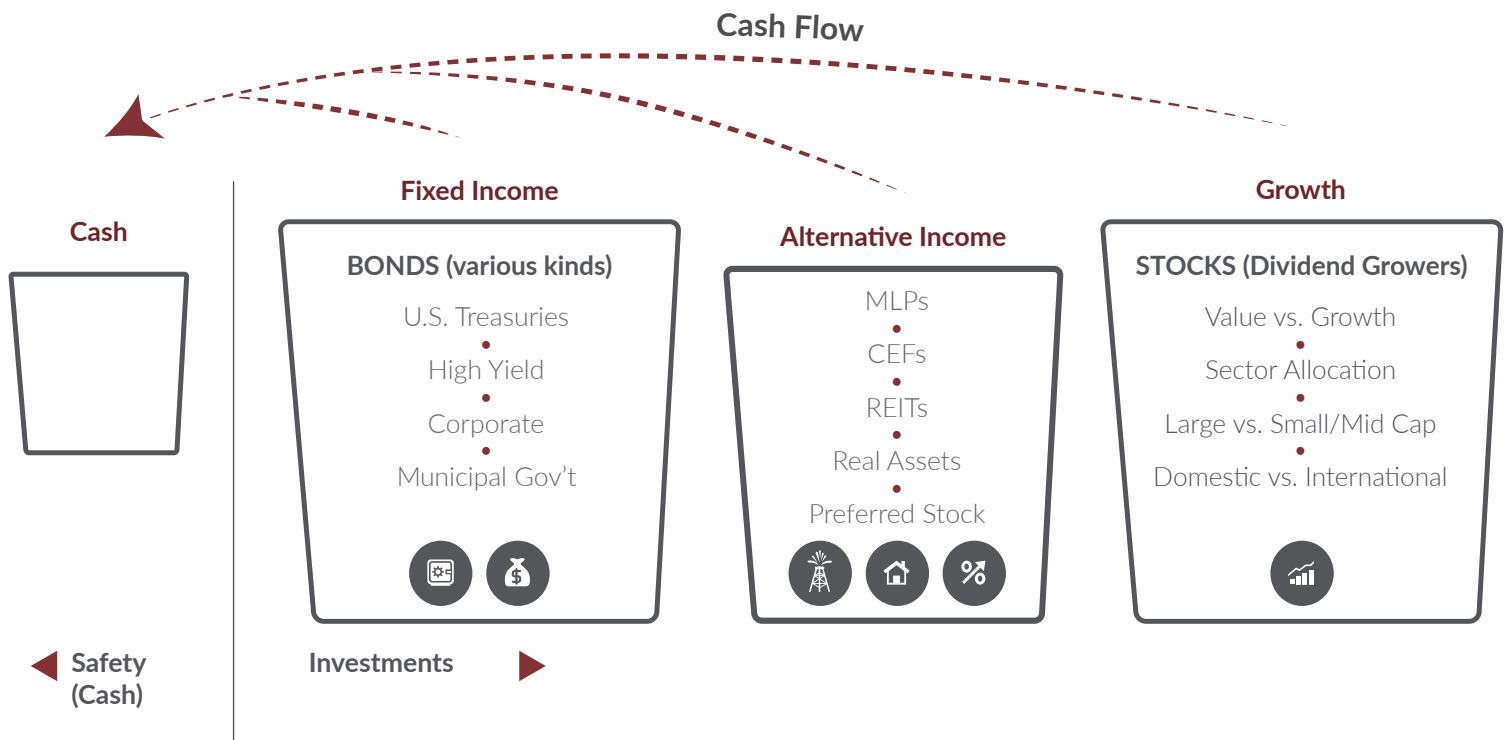 Cash Flow
Cash
Fixed Income
BONDS (various kinds)
U.S. Treasuries
High Yield
Corporate
Municipal Gov’t
$
Alternative Income
MLPs
CEFs
REITs
Real Assets
Preferred Stock
%
Growth
STOCKS (Dividend Growers)
Value vs. Growth
Sector Allocation
Large vs. Small/Mid Cap
Domestic vs. International
Safety
(Cash)
Investments